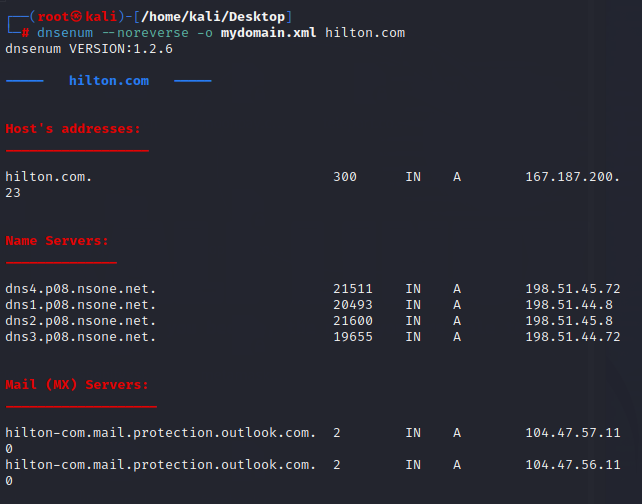 ┌──(root㉿kali)-[/home/kali/Desktop]
└─# dnsenum --noreverse -o mydomain.xml hilton.com
dnsenum VERSION:1.2.6
----- hilton.com -----
Host's addresses:
__________________
hilton.com. 300 IN A 167.187.200.
23
Name Servers:
______________
dns4.p08.nsone.net. 21511 IN A 198.51.45.72
dns1.p08.nsone.net. 20493 IN A 198.51.44.8
dns2.p08.nsone.net. 21600 IN A 198.51.45.8
dns3.p08.nsone.net. 19655 IN A 198.51.44.72
Mail (MX) Servers:
___________________
hilton-com.mail.protection.outlook.com. 2 IN A 104.47.57.11
0
hilton-com.mail.protection.outlook.com. 2 IN A 104.47.56.11
0